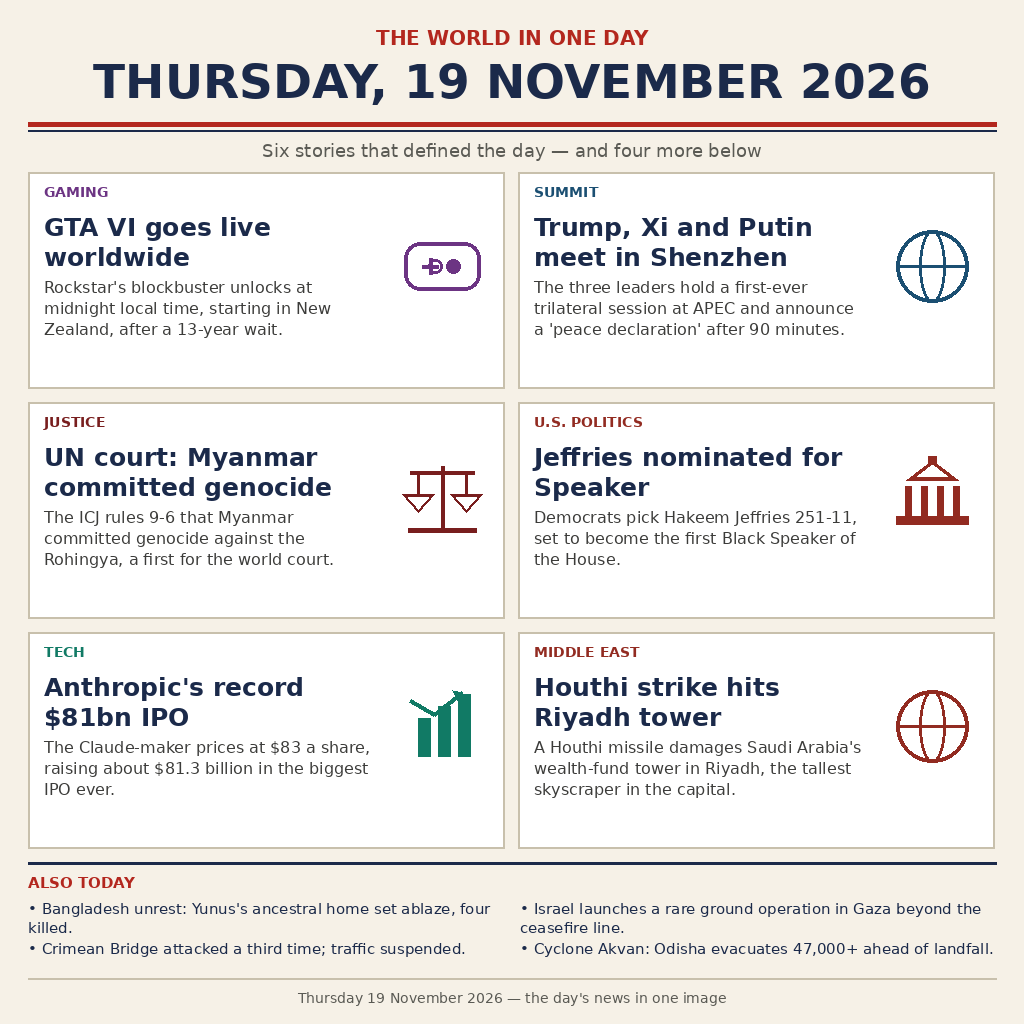 THE WORLD IN ONE DAY
THURSDAY, 19 NOVEMBER 2026
Six stories that defined the day — and four more below
GAMING
GTA VI goes live
worldwide
Rockstar's blockbuster unlocks at
midnight local time, starting in New
Zealand, after a 13-year wait.
SUMMIT
Trump, Xi and Putin
meet in Shenzhen
The three leaders hold a first-ever
trilateral session at APEC and announce
a 'peace declaration' after 90 minutes.
JUSTICE
UN court: Myanmar
committed genocide
The ICJ rules 9-6 that Myanmar
committed genocide against the
Rohingya, a first for the world court.
U.S. POLITICS
Jeffries nominated for
Speaker
Democrats pick Hakeem Jeffries 251-11,
set to become the first Black Speaker of
the House.
TECH
Anthropic's record
$81bn IPO
The Claude-maker prices at $83 a share,
raising about $81.3 billion in the biggest
IPO ever.
MIDDLE EAST
Houthi strike hits
Riyadh tower
A Houthi missile damages Saudi Arabia's
wealth-fund tower in Riyadh, the tallest
skyscraper in the capital.
ALSO TODAY
• Bangladesh unrest: Yunus's ancestral home set ablaze, four
killed.
• Crimean Bridge attacked a third time; traffic suspended.
• Israel launches a rare ground operation in Gaza beyond the
ceasefire line.
• Cyclone Akvan: Odisha evacuates 47,000+ ahead of landfall.
Thursday 19 November 2026 — the day's news in one image